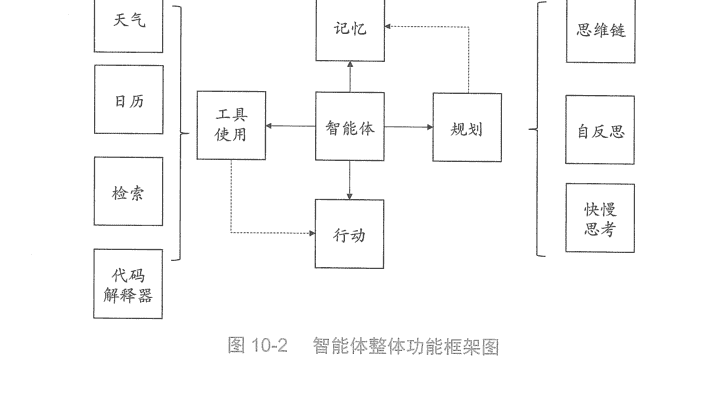 天气
记忆
思维链
日历
工具
使用
智能体
规划
自反思
检索
行动
快慢
思考
代码
解释器
图 10-2 智能体整体功能框架图